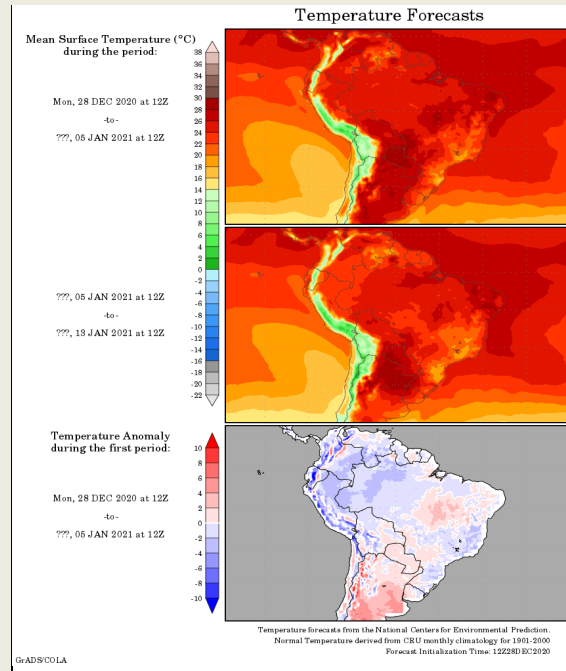 Temperature Forecasts
Mean Surface Temperature (°C)
during the period:
Mon, 28 DEC 2020 at 12Z
-to-
???, 05 JAN 2021 at 12Z
38
36
34
32
30
28
26
24
22
20
18
16
14
12
10
8
6
4
2
0
-2
-4
-6
-8
-10
-12
-14
-16
-18
-20
-22
???, 05 JAN 2021 at 12Z
-to-
???, 13 JAN 2021 at 12Z
Temperature Anomaly
during the first period:
Mon, 28 DEC 2020 at 12Z
-to-
???, 05 JAN 2021 at 12Z
10
8
6
4
2
0
-2
-4
-6
-8
-10
Temperature forecasts from the National Centers for Environmental Prediction.
Normal Temperature derived from CRU monthly climatology for 1901-2000
Forecast Initialization Time: 12Z28DEC2020
GrADS/COLA